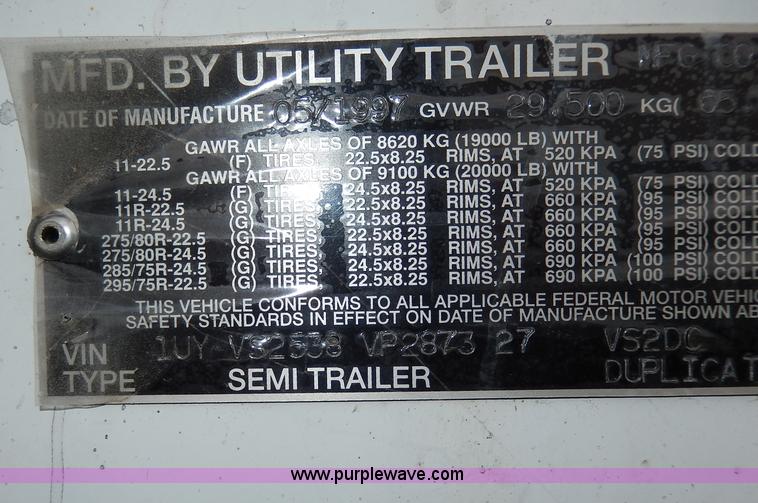 MFD. BY UTILITY TRAILER MFG CO
DATE OF MANUFACTURE 05/1997 GVWR 29,500 KG( 65
GAWR ALL AXLES OF 8620 KG (19000 LB) WITH
11-22.5 (F) TIRES, 22.5x8.25 RIMS, AT 520 KPA (75 PSI) COLD
GAWR ALL AXLES OF 9100 KG (20000 LB) WITH
11-24.5 (F) TIRES, 24.5x8.25 RIMS, AT 520 KPA (75 PSI) COLD
11R-22.5 (G) TIRES, 22.5x8.25 RIMS, AT 660 KPA (95 PSI) COLD
11R-24.5 (G) TIRES, 24.5x8.25 RIMS, AT 660 KPA (95 PSI) COLD
275/80R-22.5 (G) TIRES, 22.5x8.25 RIMS, AT 660 KPA (95 PSI) COLD
275/80R-24.5 (G) TIRES, 24.5x8.25 RIMS, AT 660 KPA (95 PSI) COLD
285/75R-24.5 (G) TIRES, 24.5x8.25 RIMS, AT 690 KPA (100 PSI) COLD
295/75R-22.5 (G) TIRES, 22.5x8.25 RIMS, AT 690 KPA (100 PSI) COLD
THIS VEHICLE CONFORMS TO ALL APPLICABLE FEDERAL MOTOR VEHIC
SAFETY STANDARDS IN EFFECT ON DATE OF MANUFACTURE SHOWN AB
VIN 1UY VS2538 VP2873 27 VS2DC
TYPE SEMI TRAILER DUPLICAT
www.purplewave.com